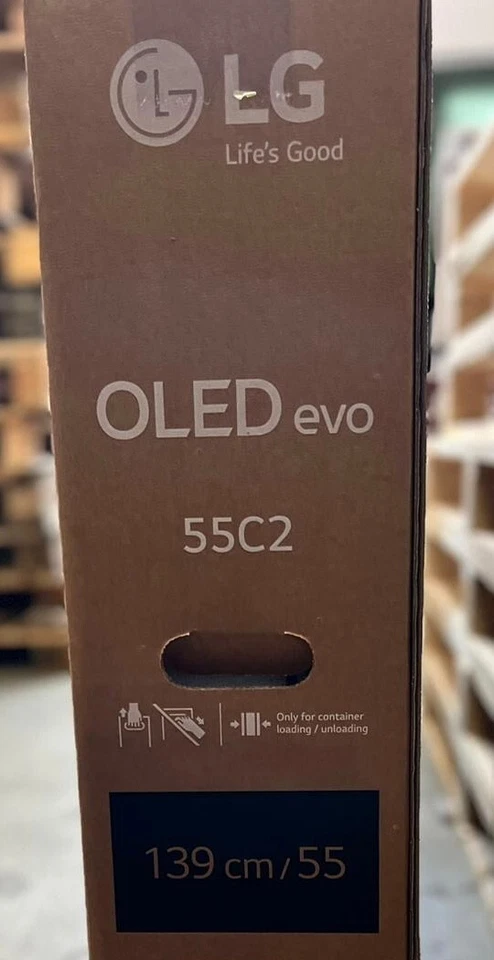 LG
Life's Good
OLED evo
55C2
Only for container
loading / unloading
139 cm / 55